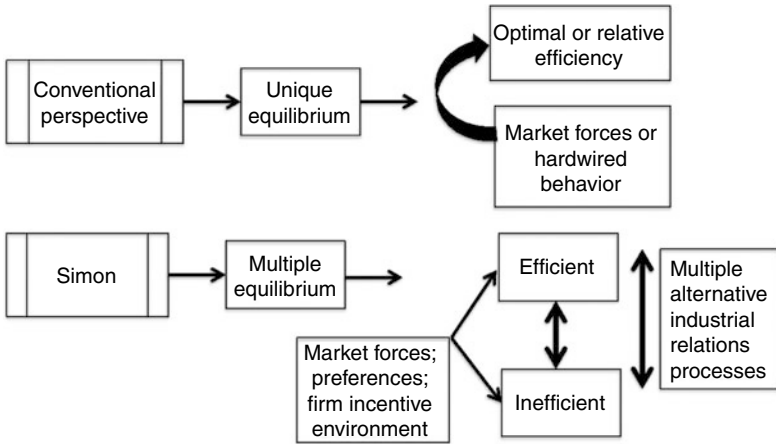 Conventional
perspective
Unique
equilibrium
Optimal or relative
efficiency
Market forces or
hardwired
behavior
Simon
Multiple
equilibrium
Market forces;
preferences;
firm incentive
environment
Efficient
Inefficient
Multiple
alternative
industrial
relations
processes